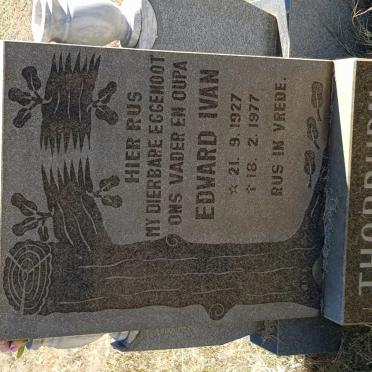 HIER RUS
MY DIERBARE EGGENOOT
ONS VADER EN OUPA
EDWARD IVAN
☆ 21. 9. 1927
✝ 18. 2. 1977
RUS IN VREDE.